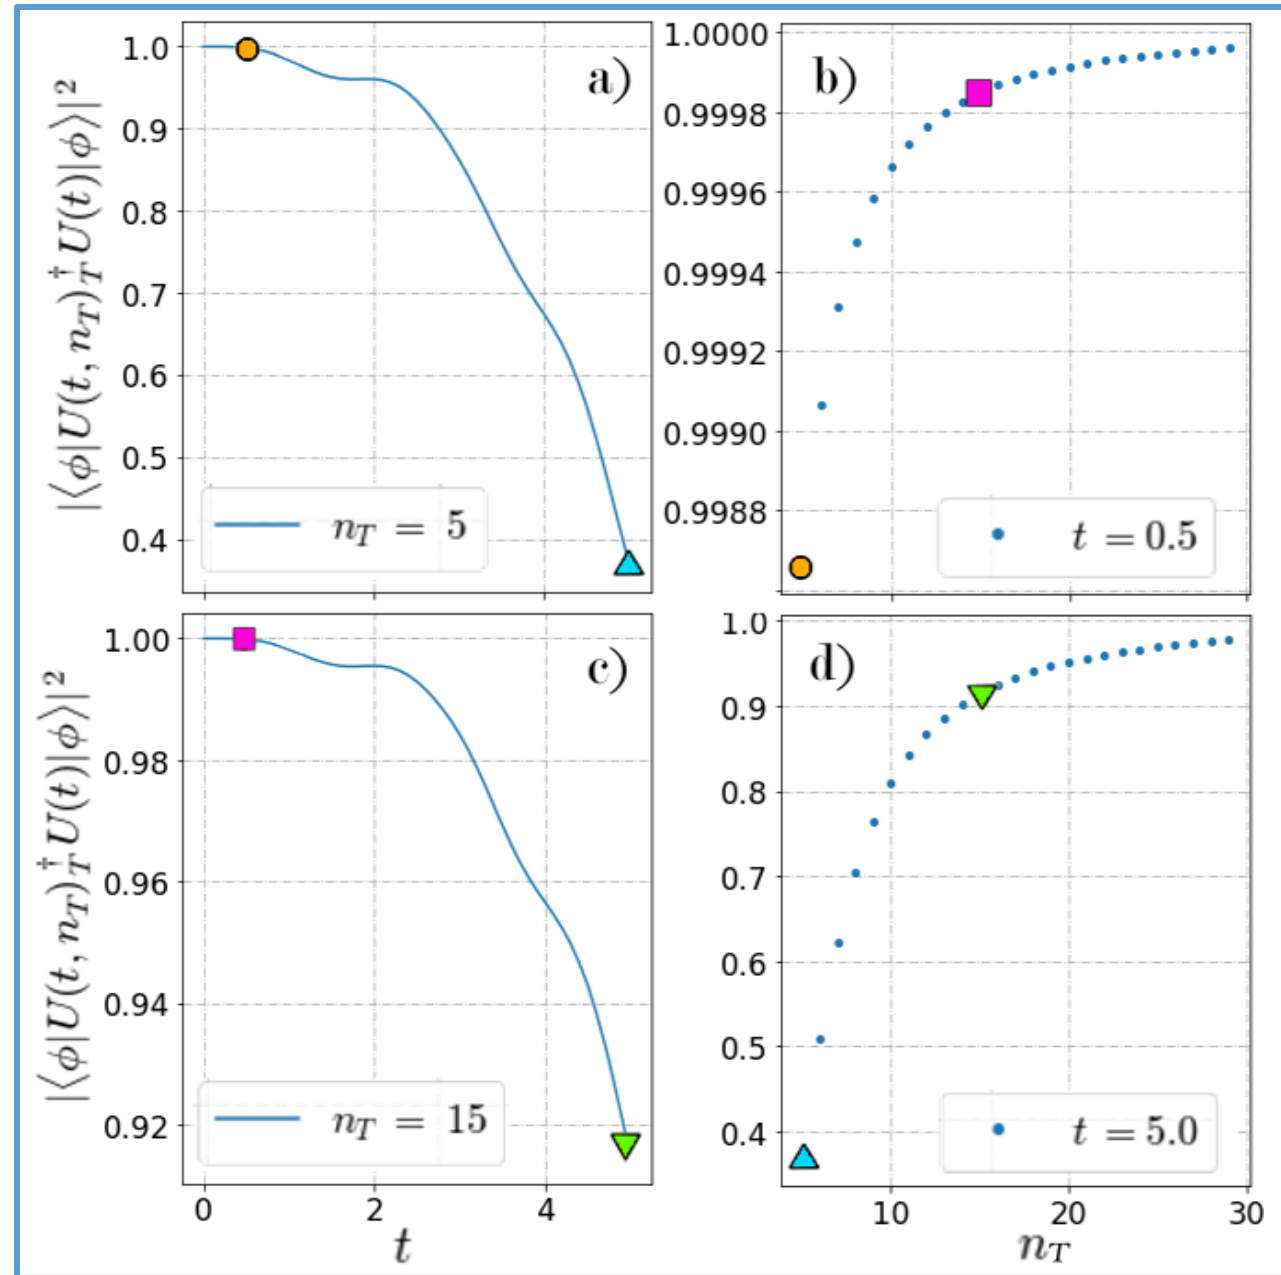 a)
|⟨ϕ|U(t, n_T)_T^† U(t)|ϕ⟩|²
1.0
0.9
0.8
0.7
0.6
0.5
0.4
n_T = 5
b)
1.0000
0.9998
0.9996
0.9994
0.9992
0.9990
0.9988
t = 0.5
c)
|⟨ϕ|U(t, n_T)_T^† U(t)|ϕ⟩|²
1.00
0.98
0.96
0.94
0.92
n_T = 15
0 2 4
t
d)
1.0
0.9
0.8
0.7
0.6
0.5
0.4
t = 5.0
10 20 30
n_T